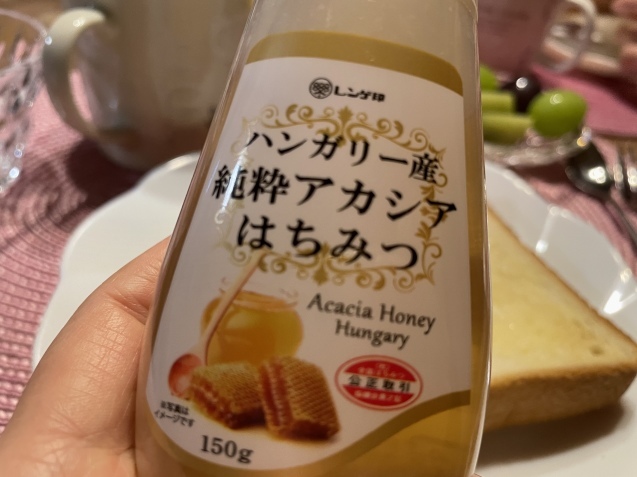 レンゲ印
ハンガリー産
純粋アカシア
はちみつ
Acacia Honey
Hungary
公正取引
※写真は
イメージです
150g